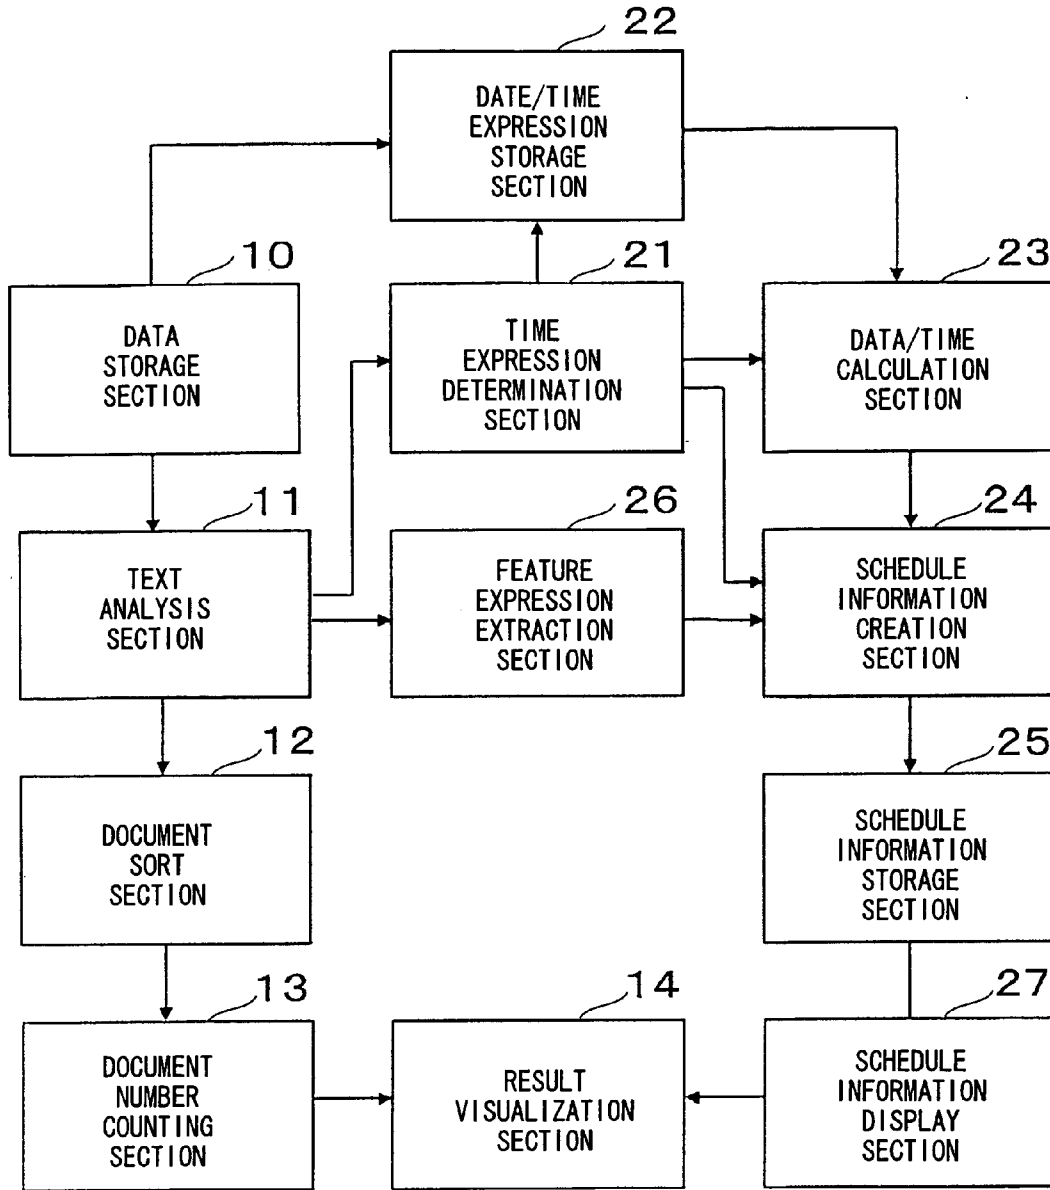 22
DATE/TIME
EXPRESSION
STORAGE
SECTION
10
DATA
STORAGE
SECTION
21
TIME
EXPRESSION
DETERMINATION
SECTION
23
DATA/TIME
CALCULATION
SECTION
11
TEXT
ANALYSIS
SECTION
26
FEATURE
EXPRESSION
EXTRACTION
SECTION
24
SCHEDULE
INFORMATION
CREATION
SECTION
12
DOCUMENT
SORT
SECTION
25
SCHEDULE
INFORMATION
STORAGE
SECTION
13
DOCUMENT
NUMBER
COUNTING
SECTION
14
RESULT
VISUALIZATION
SECTION
27
SCHEDULE
INFORMATION
DISPLAY
SECTION